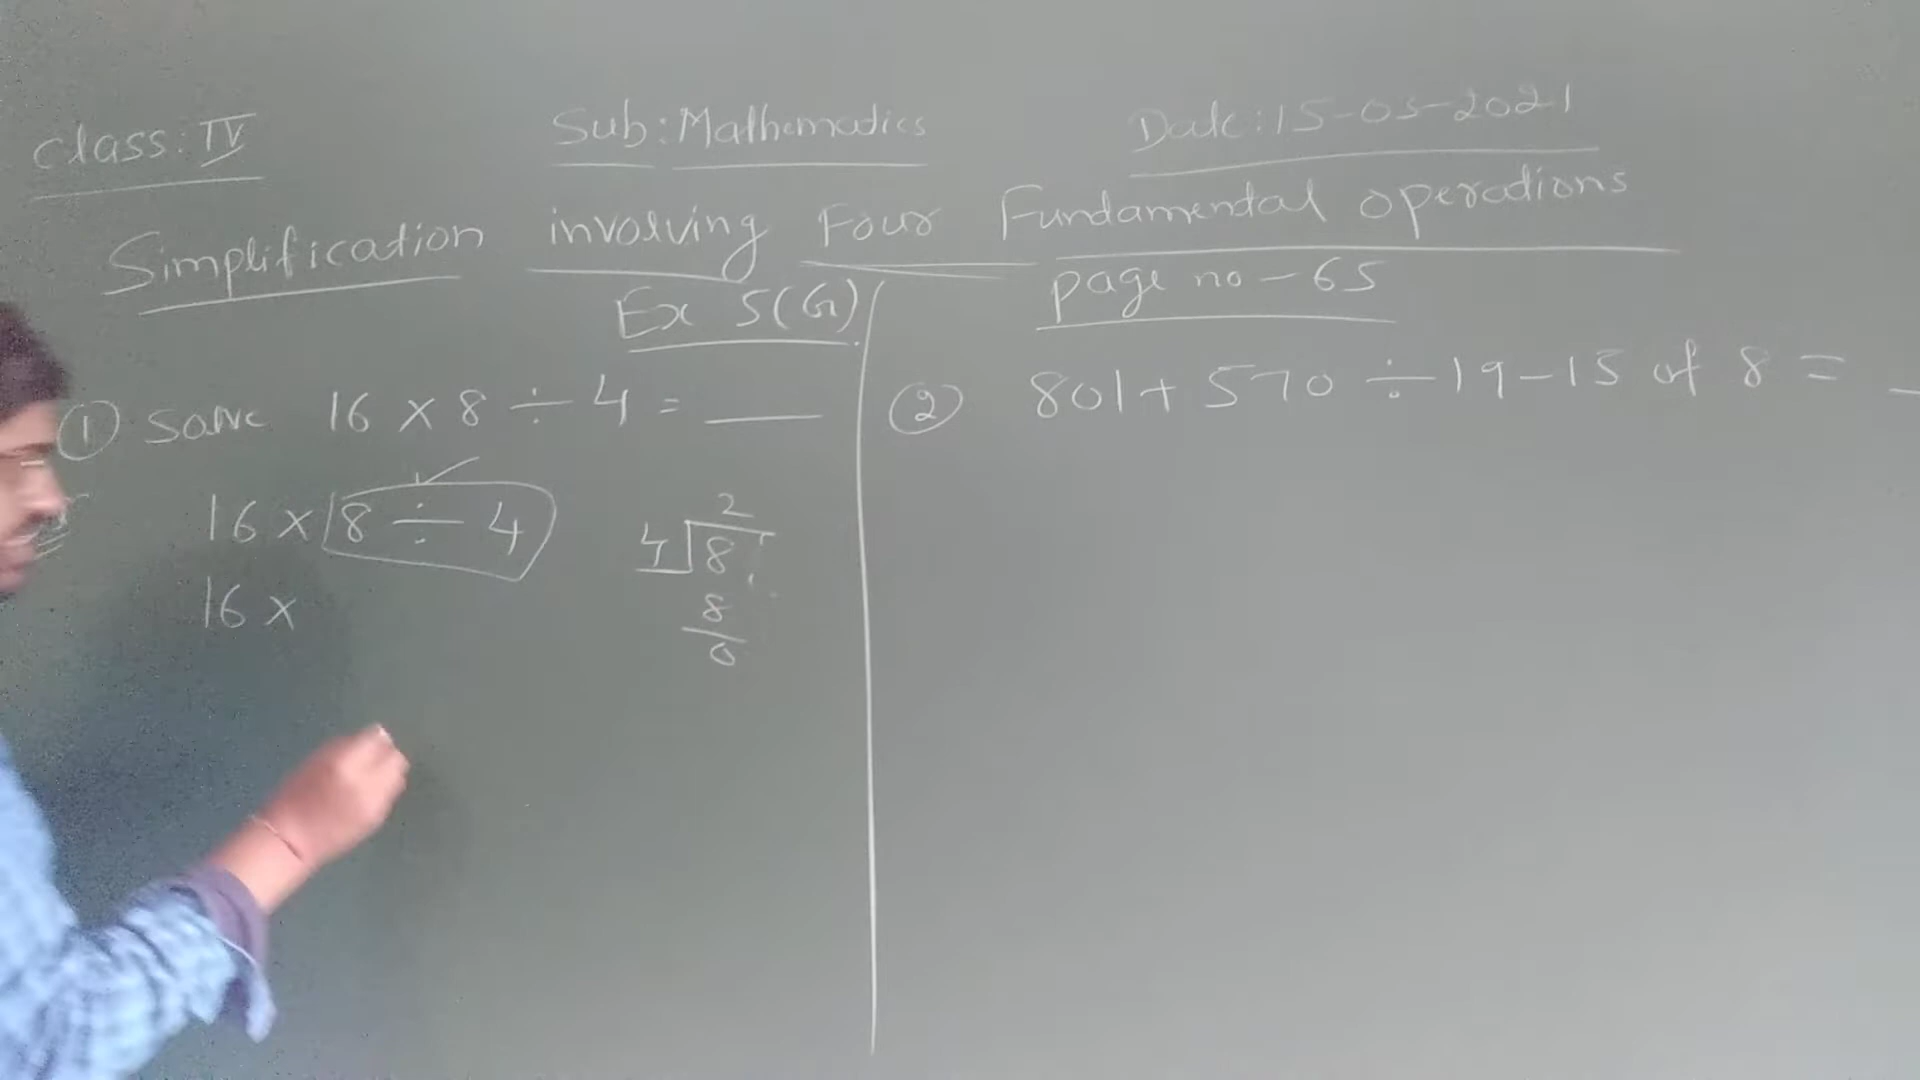 Class: IV Sub: Mathematics Date: 15-03-2021
Simplification involving Four Fundamental operations
Ex 5(G) page no - 65
① Solve 16 × 8 ÷ 4 = ___
16 × 8 ÷ 4
16 ×
2
4 8
8
0
② 801 + 570 ÷ 19 - 15 of 8 = _